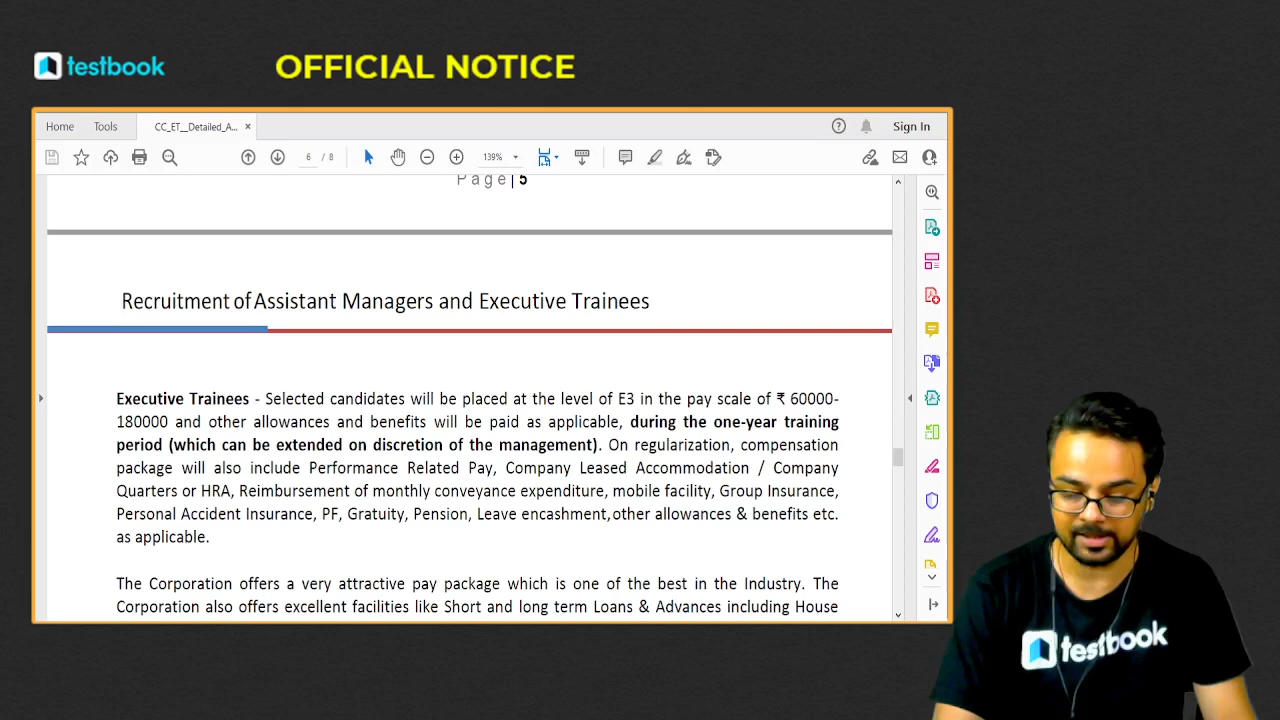 testbook
OFFICIAL NOTICE
Home Tools CC_ET__Detailed_A... × Sign In
6 / 8 139%
Page|5
Recruitment of Assistant Managers and Executive Trainees
Executive Trainees - Selected candidates will be placed at the level of E3 in the pay scale of ₹ 60000-
180000 and other allowances and benefits will be paid as applicable, during the one-year training
period (which can be extended on discretion of the management). On regularization, compensation
package will also include Performance Related Pay, Company Leased Accommodation / Company
Quarters or HRA, Reimbursement of monthly conveyance expenditure, mobile facility, Group Insurance,
Personal Accident Insurance, PF, Gratuity, Pension, Leave encashment,other allowances & benefits etc.
as applicable.
The Corporation offers a very attractive pay package which is one of the best in the Industry. The
Corporation also offers excellent facilities like Short and long term Loans & Advances including House
testbook